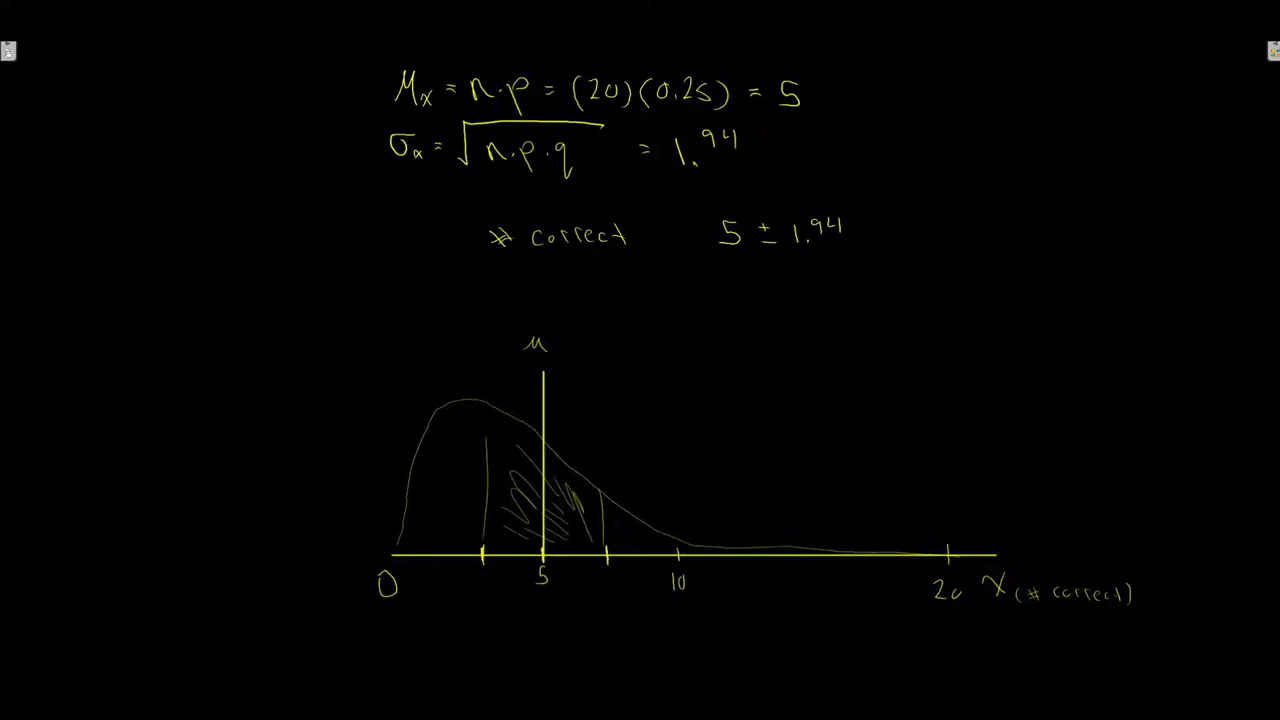 μx = n·p = (20)(0.25) = 5
σx = √n·p·q = 1.94
# correct 5 ± 1.94
μ
0 5 10 20 x (# correct)